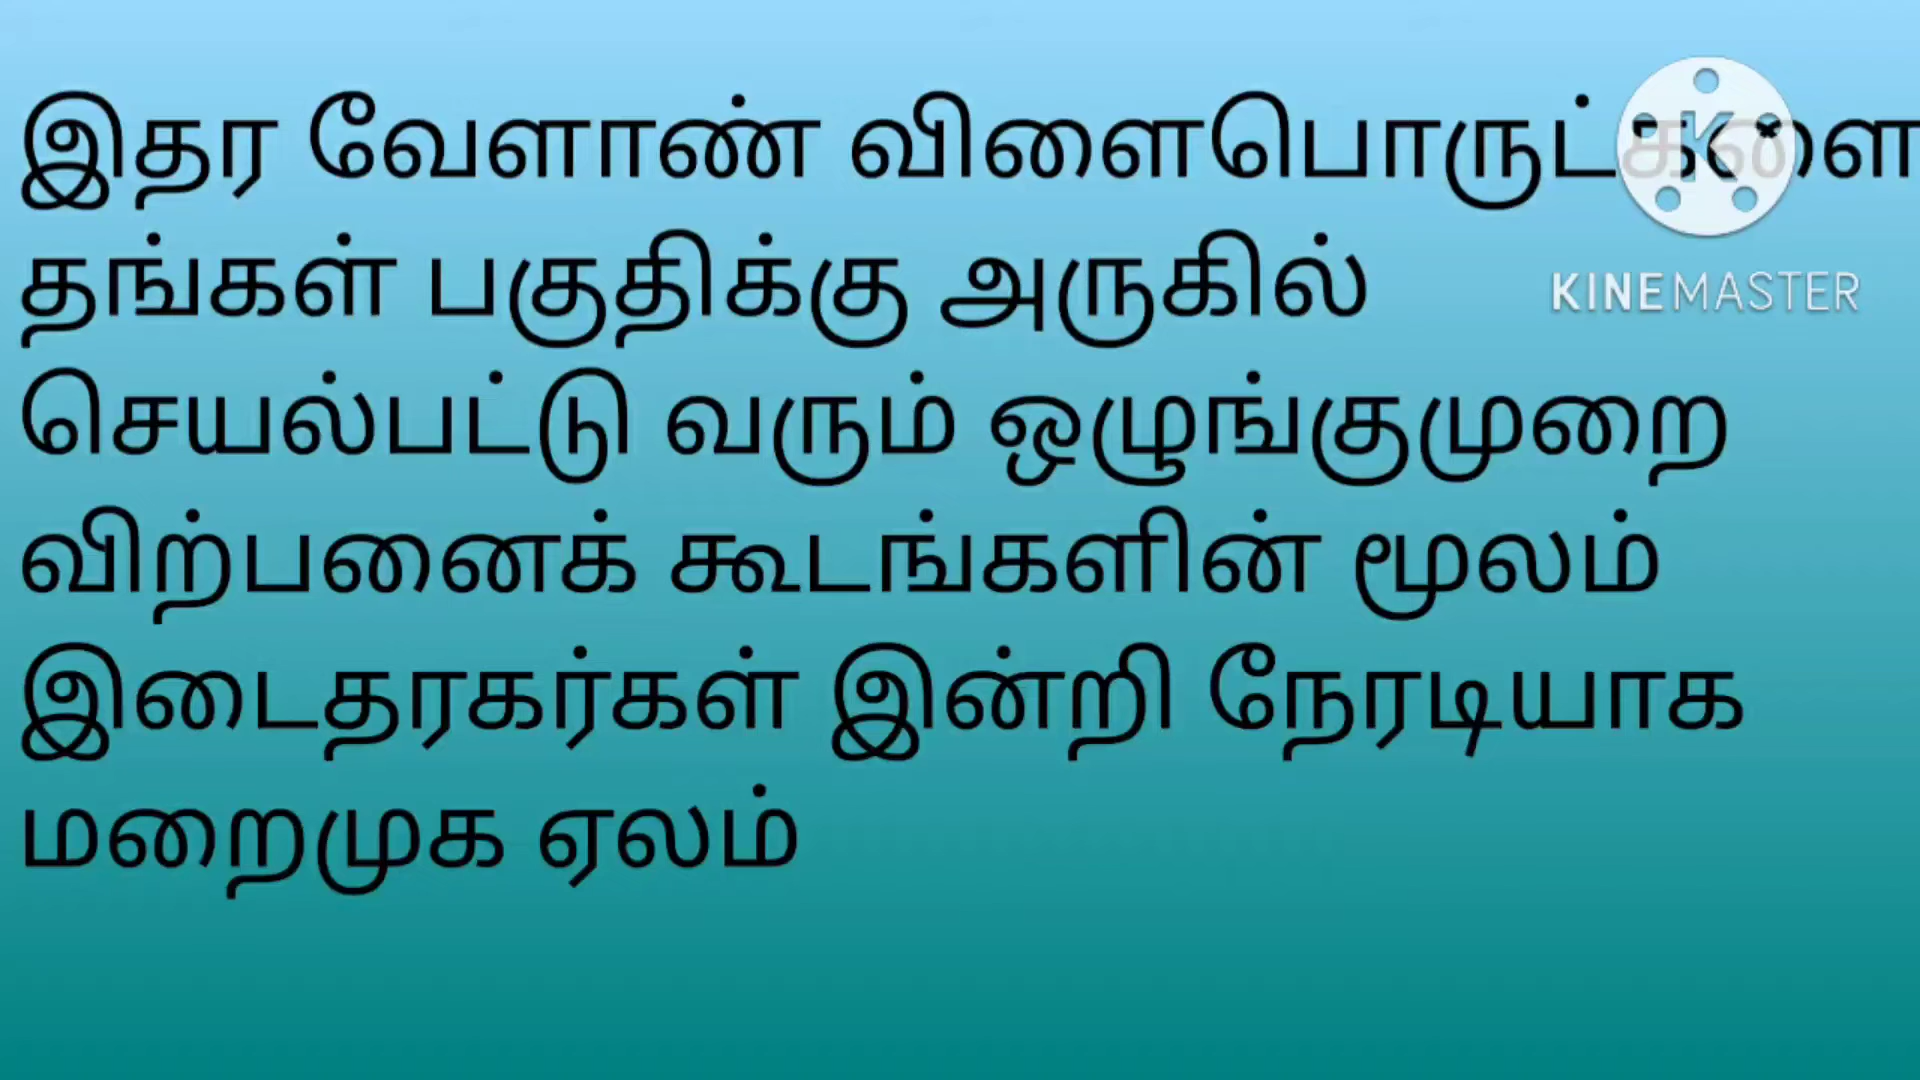 இதர வேளாண் விளைபொருட்களை
தங்கள் பகுதிக்கு அருகில்
செயல்பட்டு வரும் ஒழுங்குமுறை
விற்பனைக் கூடங்களின் மூலம்
இடைதரகர்கள் இன்றி நேரடியாக
மறைமுக ஏலம்
K
KINEMASTER